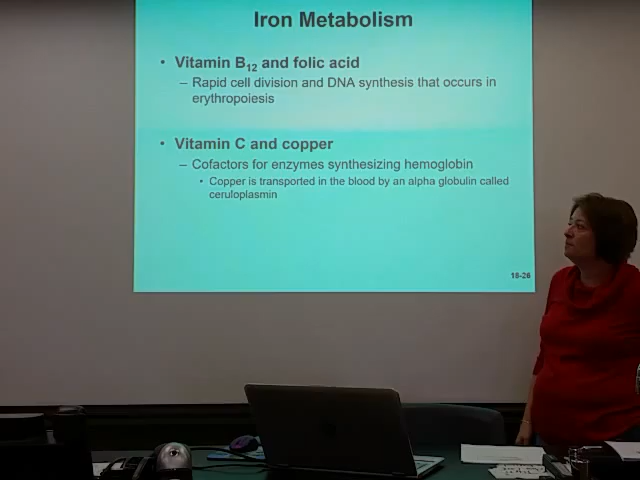 Iron Metabolism
• Vitamin B12 and folic acid
– Rapid cell division and DNA synthesis that occurs in
erythropoiesis
• Vitamin C and copper
– Cofactors for enzymes synthesizing hemoglobin
• Copper is transported in the blood by an alpha globulin called
ceruloplasmin
18-26